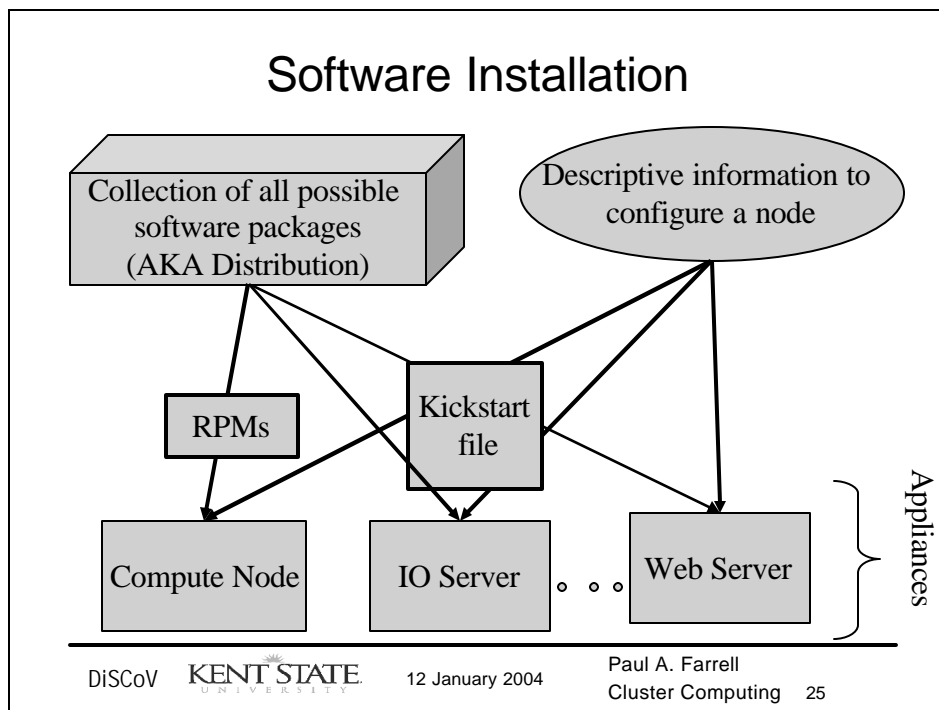 Software Installation
Collection of all possible
software packages
(AKA Distribution)
Descriptive information to
configure a node
RPMs
Kickstart
file
Compute Node
IO Server
Web Server
Appliances
DiSCoV
KENT STATE
UNIVERSITY
12 January 2004
Paul A. Farrell
Cluster Computing
25